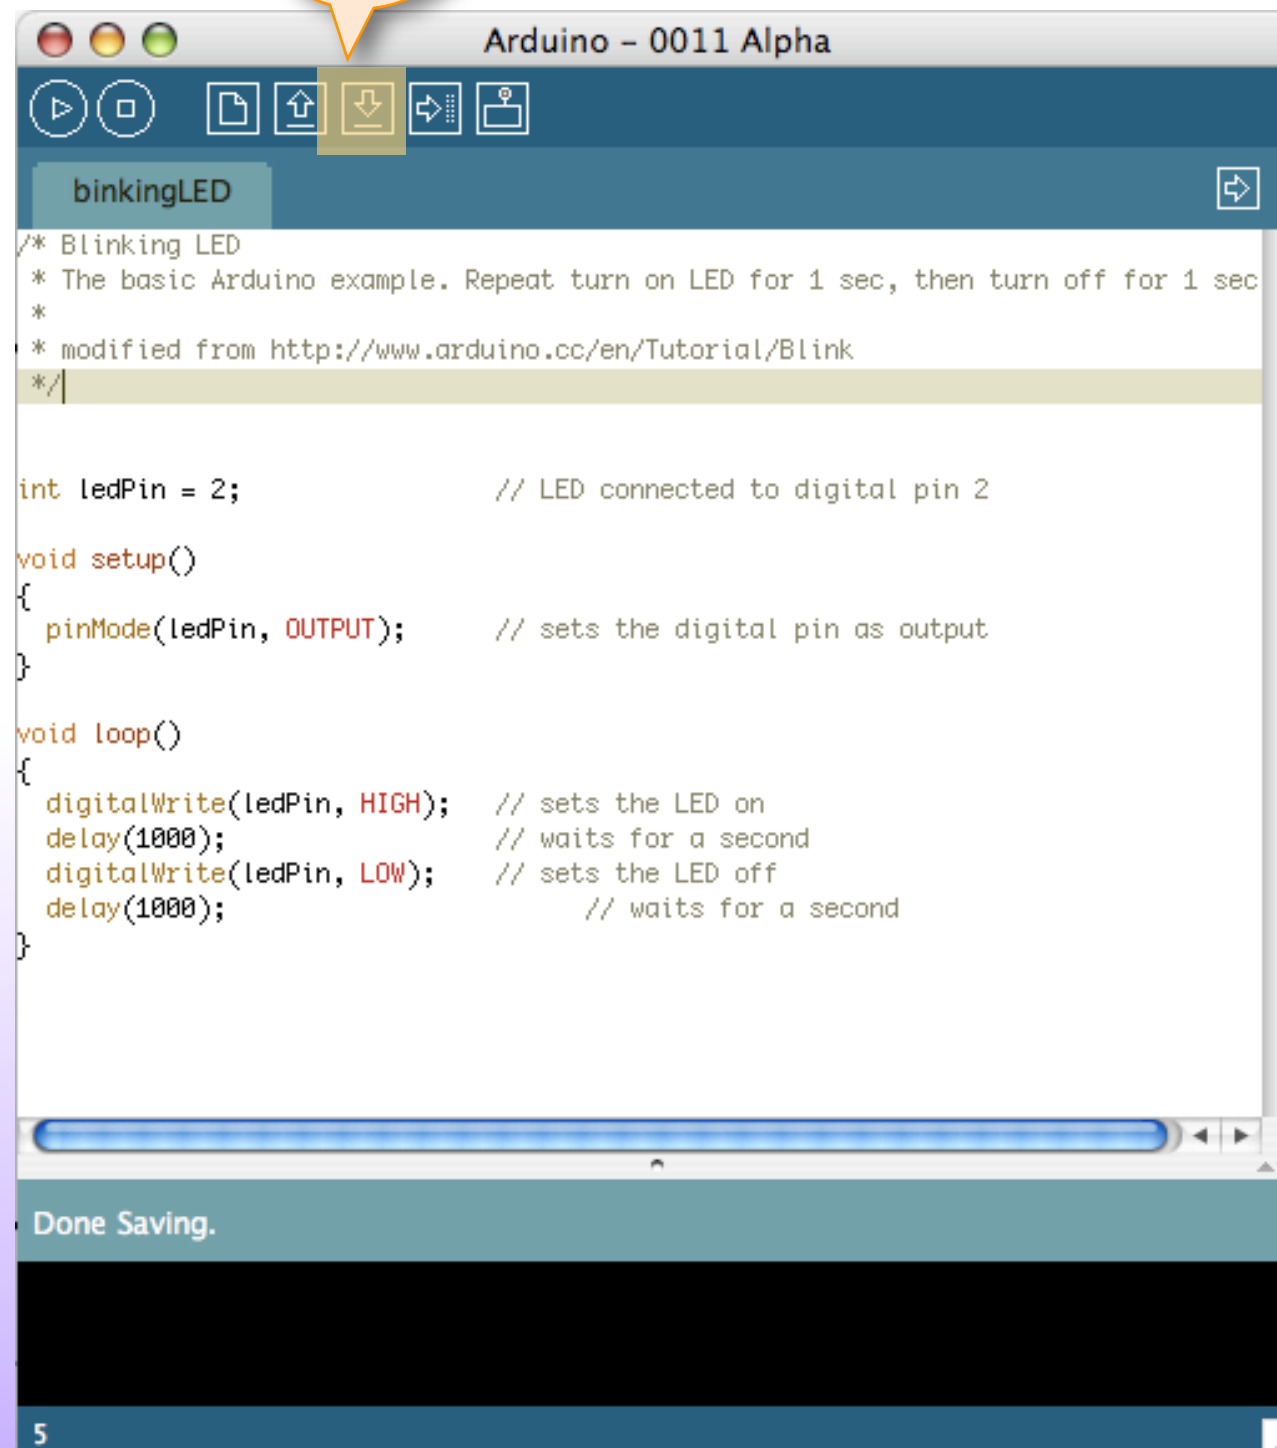 Arduino – 0011 Alpha
binkingLED
/* Blinking LED
 * The basic Arduino example. Repeat turn on LED for 1 sec, then turn off for 1 sec
 *
 * modified from http://www.arduino.cc/en/Tutorial/Blink
 */
int ledPin = 2;                 // LED connected to digital pin 2
void setup()
{
  pinMode(ledPin, OUTPUT);      // sets the digital pin as output
}
void loop()
{
  digitalWrite(ledPin, HIGH);   // sets the LED on
  delay(1000);                  // waits for a second
  digitalWrite(ledPin, LOW);    // sets the LED off
  delay(1000);                        // waits for a second
}
Done Saving.
5